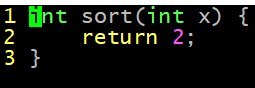 1 int sort(int x) {
2     return 2;
3 }